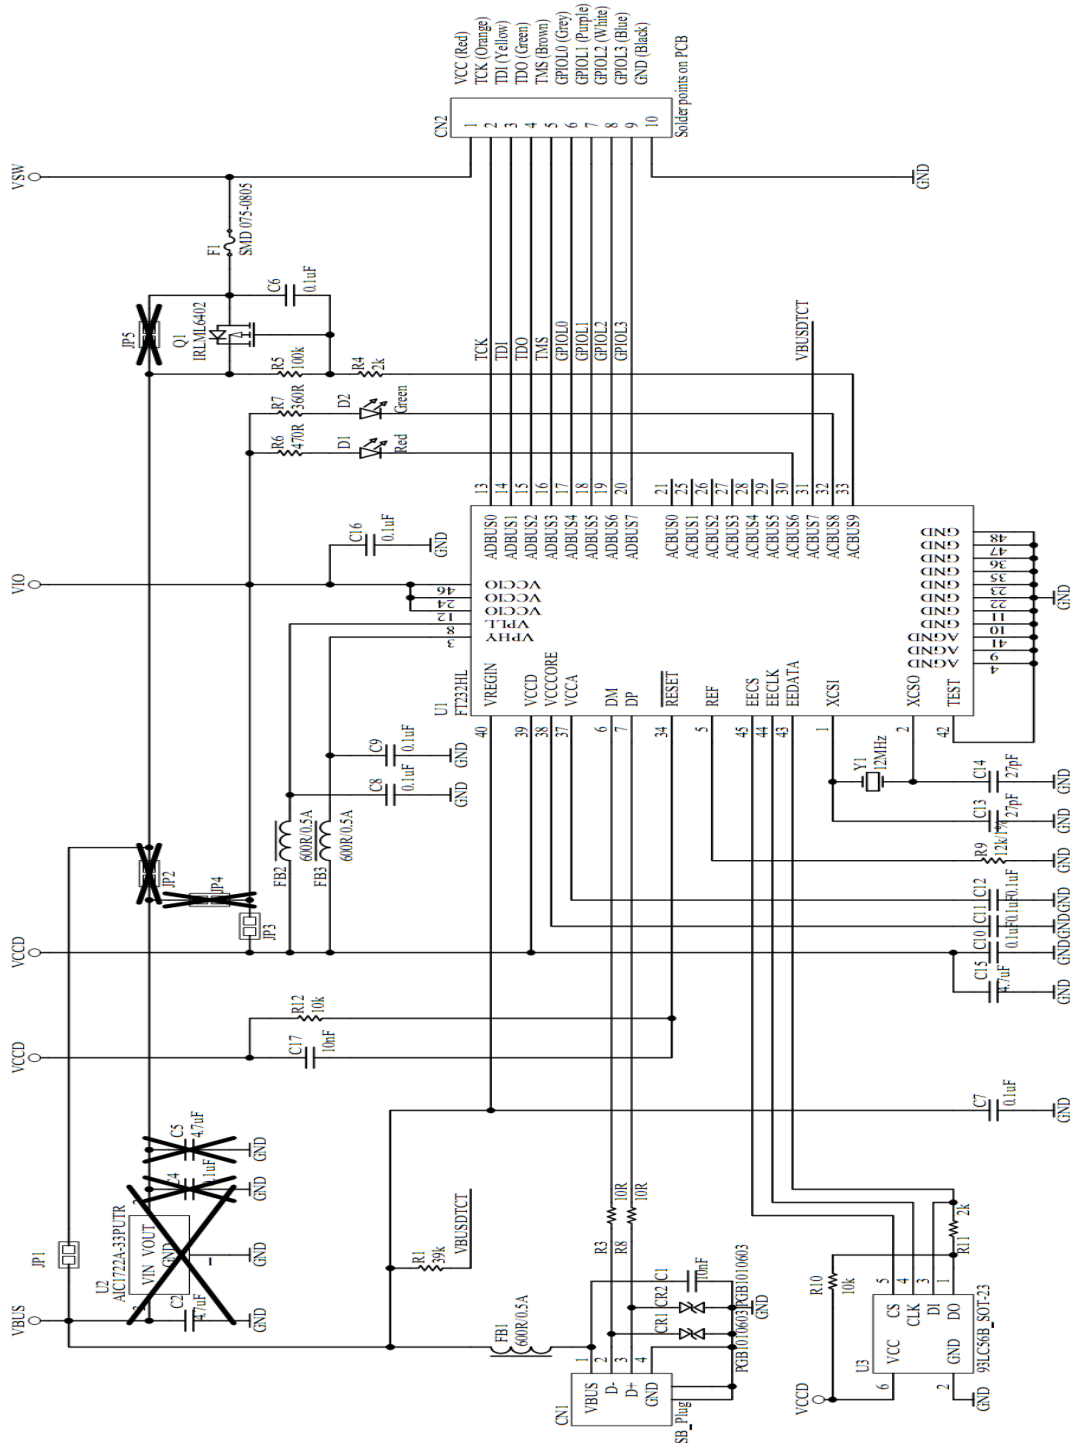 VCC (Red)
TCK (Orange)
TDI (Yellow)
TDO (Green)
TMS (Brown)
GPIOL0 (Grey)
GPIOL1 (Purple)
GPIOL2 (White)
GPIOL3 (Blue)
GND (Black)
CN2
1
2
3
4
5
6
7
8
9
10
Solder points on PCB
VSW
GND
F1
SMD 075-0805
C6
0.1uF
JP5
Q1
IRLML6402
R5
100k
R4
2k
R7
360R
D2
Green
R6
470R
D1
Red
TCK
TDI
TDO
TMS
GPIOL0
GPIOL1
GPIOL2
GPIOL3
VBUSDTCT
VIO
C16
0.1uF
GND
13
14
15
16
17
18
19
20
21
25
26
27
28
29
30
31
32
33
ADBUS0
ADBUS1
ADBUS2
ADBUS3
ADBUS4
ADBUS5
ADBUS6
ADBUS7
ACBUS0
ACBUS1
ACBUS2
ACBUS3
ACBUS4
ACBUS5
ACBUS6
ACBUS7
ACBUS8
ACBUS9
VCCIO
46
VCCIO
24
VCCIO
12
VPLL
8
VPHY
3
GND
48
GND
47
GND
36
GND
35
GND
23
GND
22
GND
11
AGND
10
AGND
41
AGND
9
AGND
4
GND
U1
FT232HL
VREGIN
VCCD
VCCCORE
VCCA
DM
DP
RESET
REF
EECS
EECLK
EEDATA
XCSI
XCSO
TEST
40
39
38
37
6
7
34
5
45
44
43
1
2
42
C9
0.1uF
GND
C8
0.1uF
GND
FB2
600R/0.5A
FB3
600R/0.5A
JP2
JP4
JP3
VCCD
Y1
12MHz
C14
27pF
GND
C13
27pF
GND
R9
12k/1%
GND
C12
0.1uF
GND
C11
0.1uF
GND
C10
0.1uF
GND
C15
4.7uF
GND
VCCD
R12
10k
C17
10nF
C7
0.1uF
GND
C5
4.7uF
GND
GND
JP1
U2
AIC1722A-33PUTR
VIN
VOUT
GND
1
GND
VBUS
C2
4.7uF
GND
R1
39k
VBUSDTCT
FB1
600R/0.5A
R3
10R
R8
10R
C1
10nF
CR2
PGB1010603
CR1
PGB1010603
GND
CN1
VBUS
D-
D+
GND
1
2
3
4
SB_Plug
R10
10k
R11
2k
U3
VCC
GND
CS
CLK
DI
DO
5
4
3
1
6
2
93LC56B_SOT-23
VCCD
GND